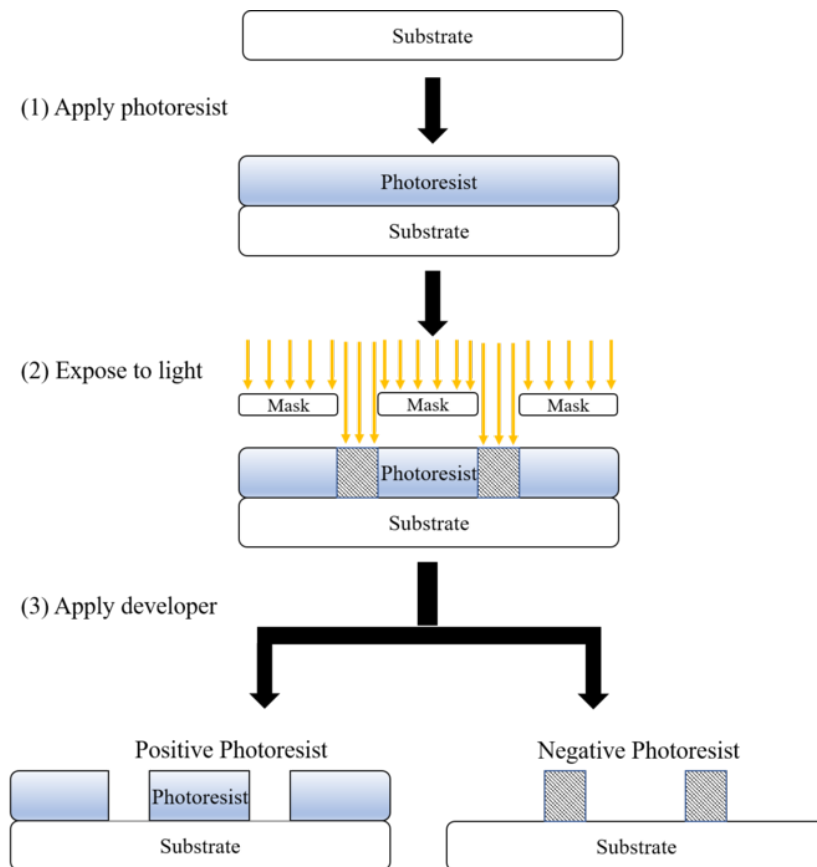 Substrate
(1) Apply photoresist
Photoresist
Substrate
(2) Expose to light
Mask Mask Mask
Photoresist
Substrate
(3) Apply developer
Positive Photoresist
Negative Photoresist
Photoresist
Substrate
Substrate